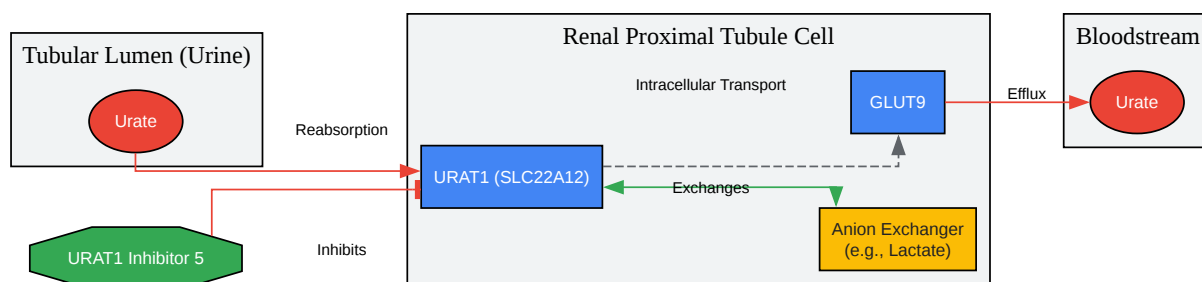 Tubular Lumen (Urine)
Urate
Reabsorption
URAT1 Inhibitor 5
Inhibits
Renal Proximal Tubule Cell
Intracellular Transport
GLUT9
URAT1 (SLC22A12)
Exchanges
Anion Exchanger
(e.g., Lactate)
Efflux
Bloodstream
Urate